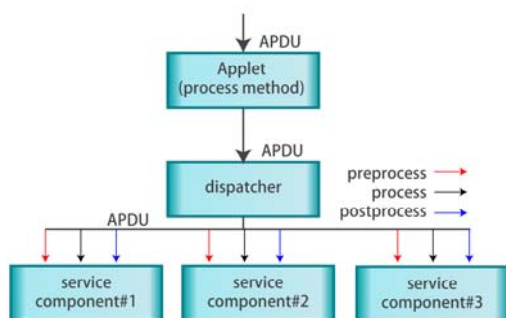 APDU
Applet
(process method)
APDU
dispatcher
preprocess
process
postprocess
APDU
service
component#1
service
component#2
service
component#3